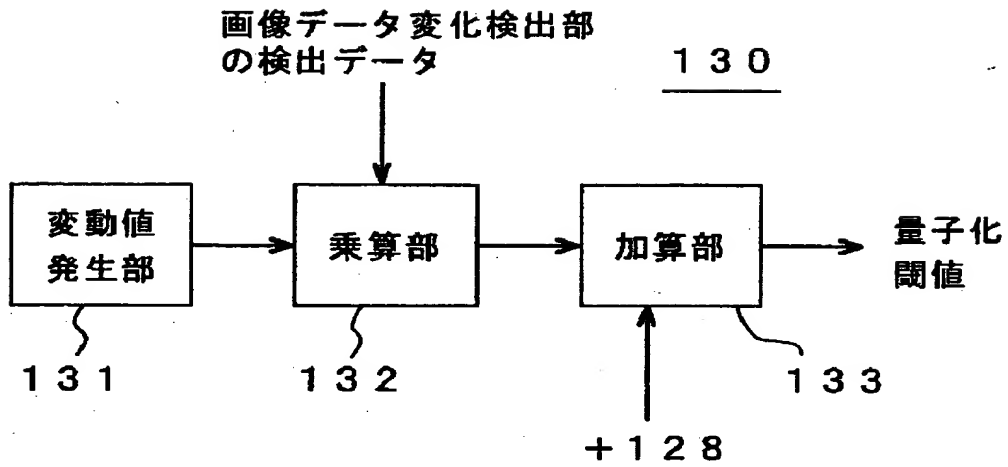 画像データ変化検出部
の検出データ
１３０
変動値
発生部
乗算部
加算部
量子化
閾値
１３１
１３２
１３３
＋１２８